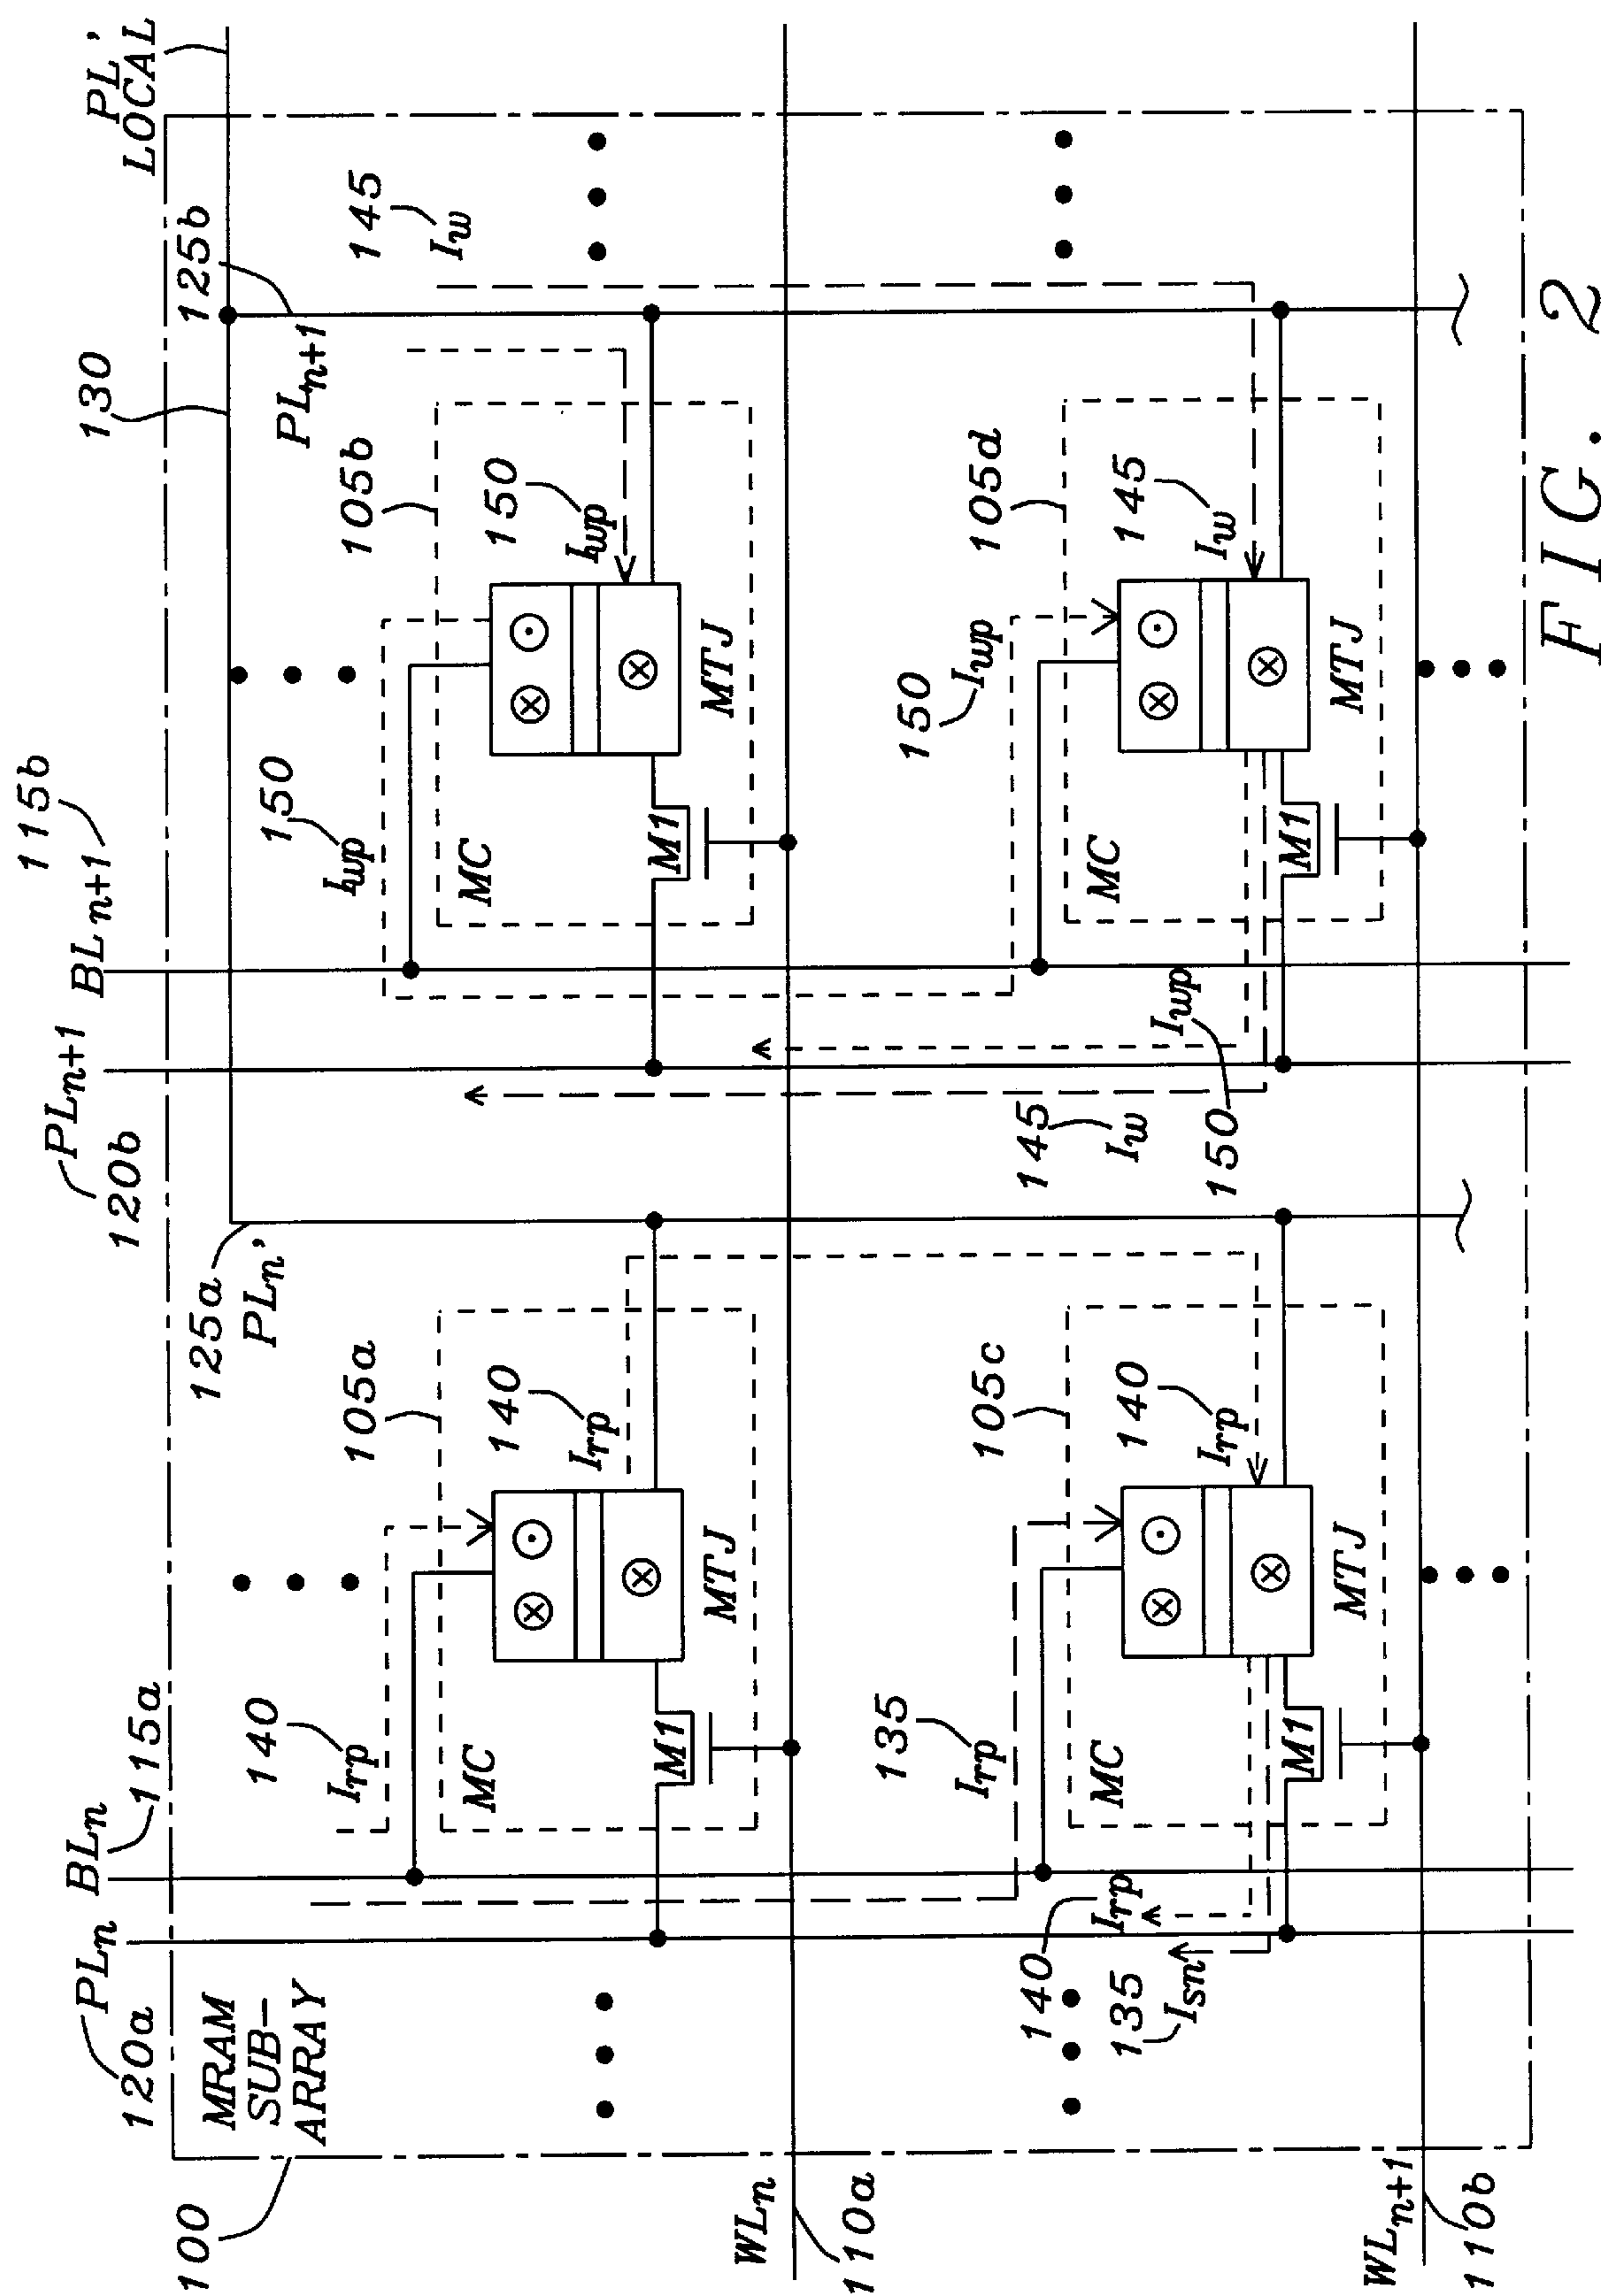 100
MRAM
SUB-
ARRAY
120a
PLn
BLn
115a
125a
PLn'
120b
PLn+1
BLn+1
115b
130
PLn+1
125b
PL'
LOCAL
140
Irp
MC
M1
MTJ
105a
140
Irp
150
Iwp
MC
M1
MTJ
105b
150
Iwp
145
Iw
WLn
110a
135
Irp
140
Irp
135
Isn
MC
M1
MTJ
105c
140
Irp
145
Iw
150
Iwp
150
Iwp
MC
M1
MTJ
105d
145
Iw
WLn+1
110b
FIG. 2